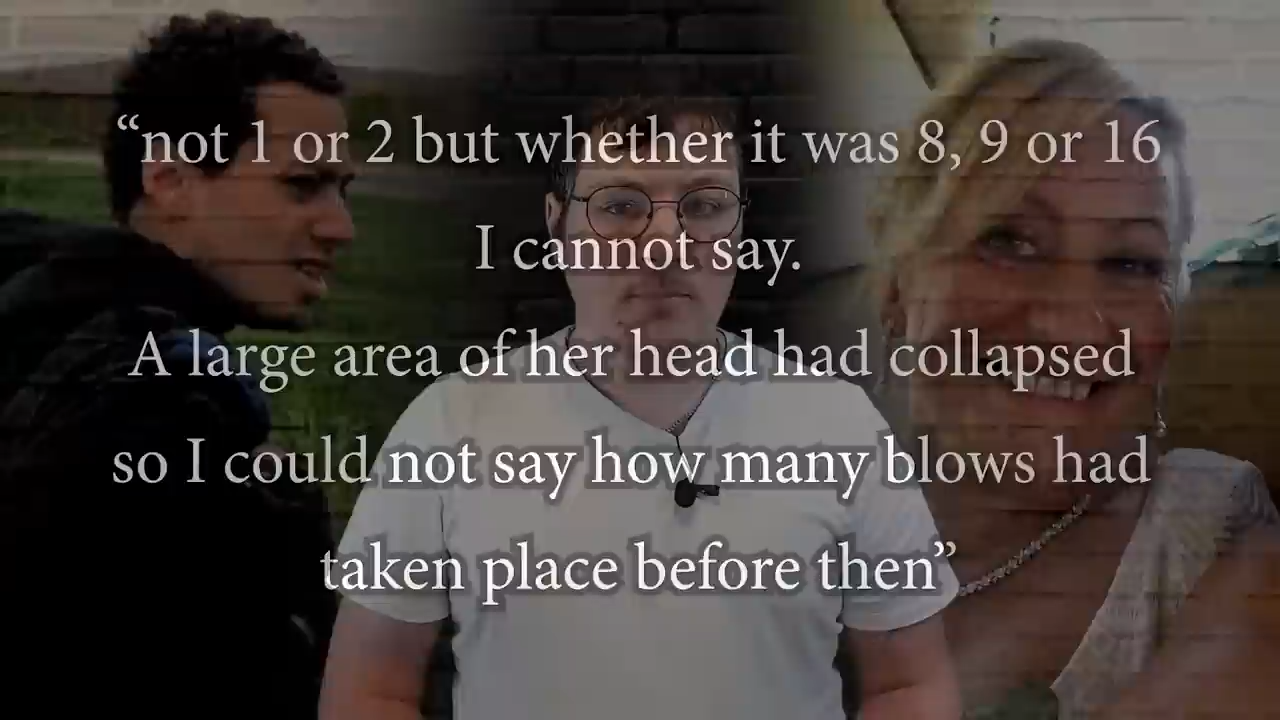 “not 1 or 2 but whether it was 8, 9 or 16
I cannot say.
A large area of her head had collapsed
so I could not say how many blows had
taken place before then”